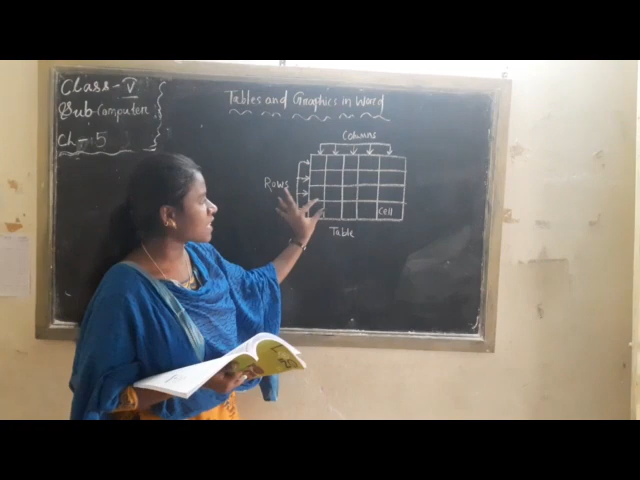 Class - V
Sub-Computer
Ch - 5
Tables and Graphics in Word
Columns
Rows
Cell
Table